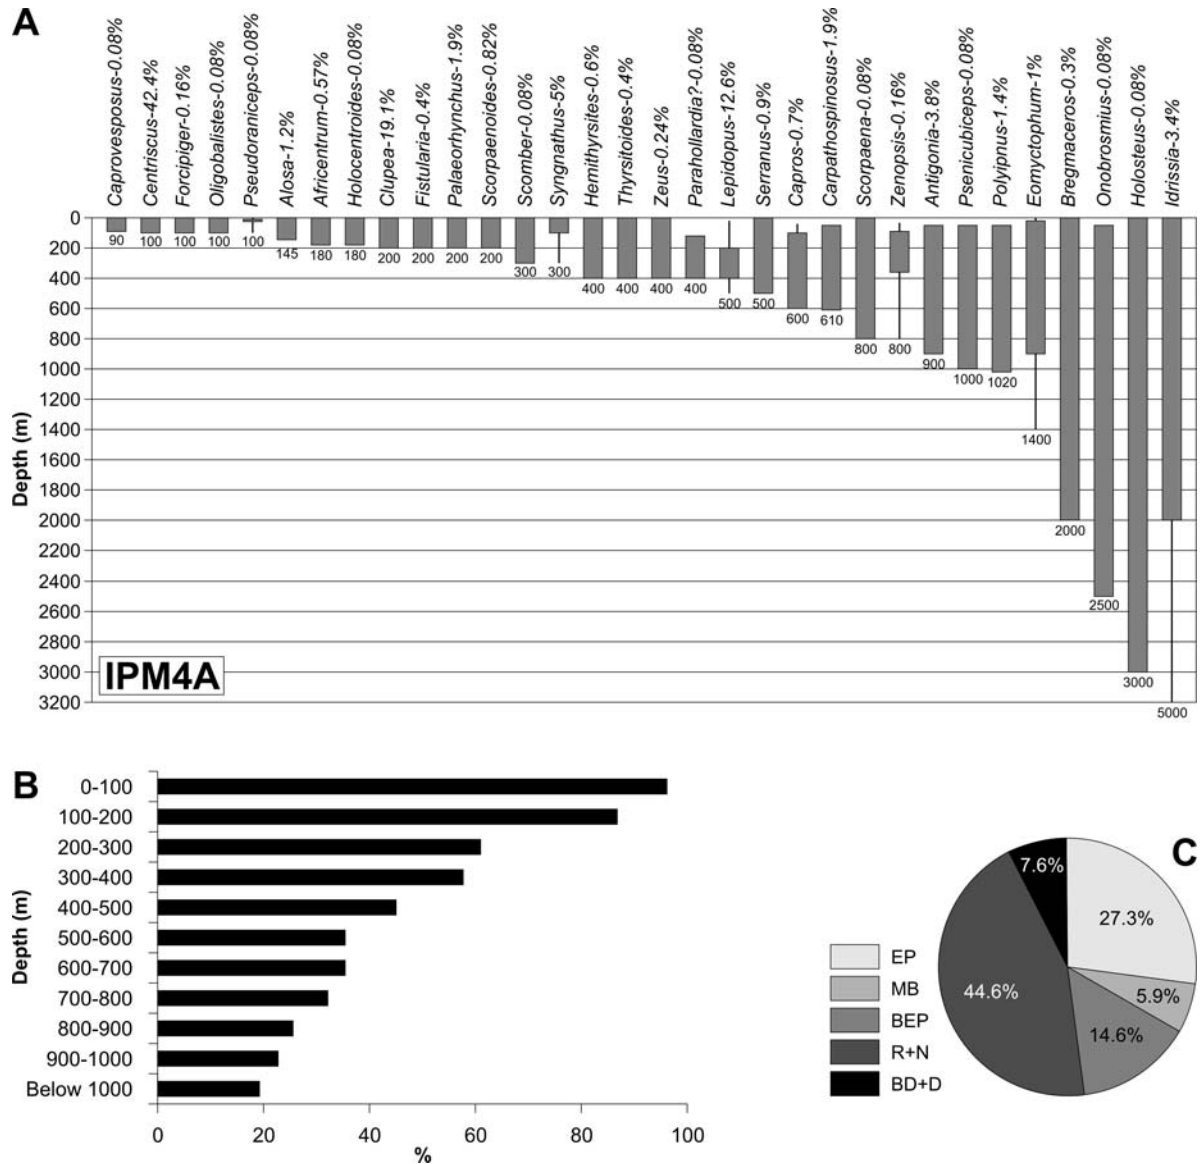 A
Caprovesposus-0.08%
Centriscus-42.4%
Forcipiger-0.16%
Oligobalistes-0.08%
Pseudoraniceps-0.08%
Alosa-1.2%
Africentrum-0.57%
Holocentroides-0.08%
Clupea-19.1%
Fistularia-0.4%
Palaeorhynchus-1.9%
Scorpaenoides-0.82%
Scomber-0.08%
Syngnathus-5%
Hemithyrsites-0.6%
Thyrsitoides-0.4%
Zeus-0.24%
Parahollardia?-0.08%
Lepidopus-12.6%
Serranus-0.9%
Capros-0.7%
Carpathospinosus-1.9%
Scorpaena-0.08%
Zenopsis-0.16%
Antigonia-3.8%
Psenicubiceps-0.08%
Polyipnus-1.4%
Eomyctophum-1%
Bregmaceros-0.3%
Onobrosmius-0.08%
Holosteus-0.08%
Idrissia-3.4%
Depth (m)
0
200
400
600
800
1000
1200
1400
1600
1800
2000
2200
2400
2600
2800
3000
3200
90
100
100
100
100
145
180
180
200
200
200
200
300
300
400
400
400
400
500
500
600
610
800
800
900
1000
1020
1400
2000
2500
3000
5000
IPM4A
B
Depth (m)
0-100
100-200
200-300
300-400
400-500
500-600
600-700
700-800
800-900
900-1000
Below 1000
0 20 40 60 80 100
%
C
EP
MB
BEP
R+N
BD+D
7.6%
27.3%
5.9%
14.6%
44.6%